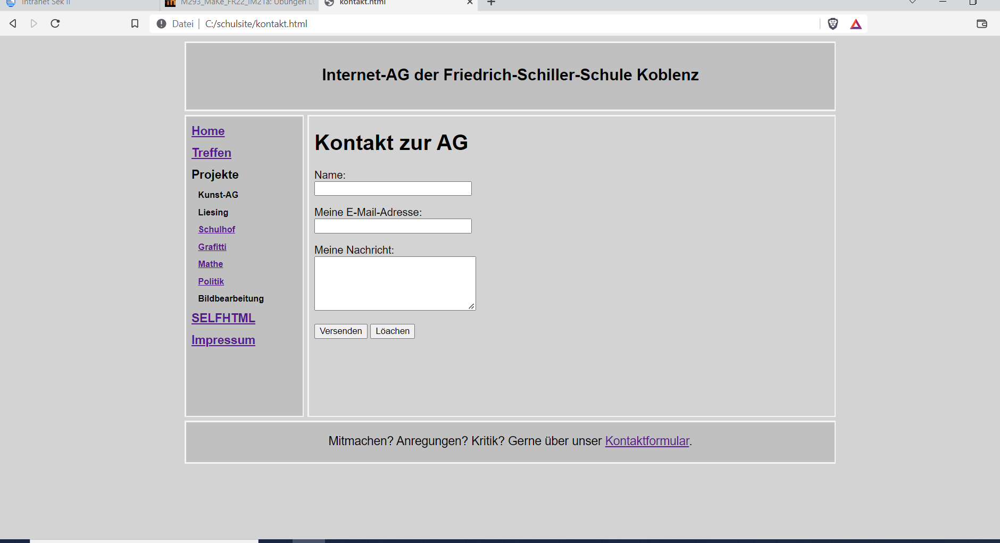 Intranet Sek II
M293_MaKe_FR22_IM21a: Übungen
kontakt.html
Datei | C:/schulsite/kontakt.html
Internet-AG der Friedrich-Schiller-Schule Koblenz
Home
Treffen
Projekte
Kunst-AG
Liesing
Schulhof
Grafitti
Mathe
Politik
Bildbearbeitung
SELFHTML
Impressum
Kontakt zur AG
Name:
Meine E-Mail-Adresse:
Meine Nachricht:
Versenden Löachen
Mitmachen? Anregungen? Kritik? Gerne über unser Kontaktformular.